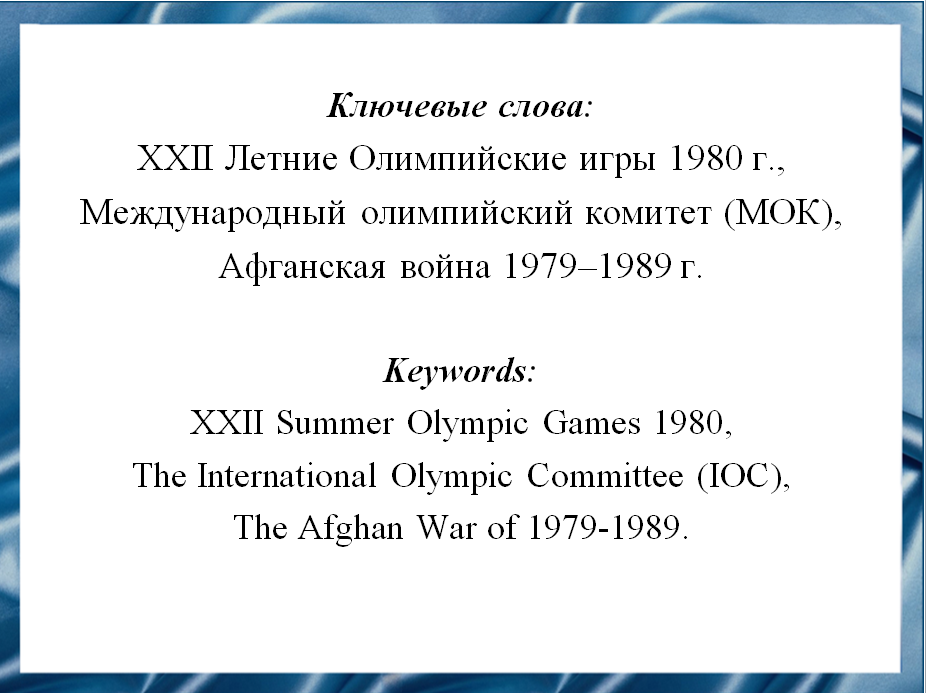 Ключевые слова:
XXII Летние Олимпийские игры 1980 г.,
Международный олимпийский комитет (МОК),
Афганская война 1979–1989 г.
Keywords:
XXII Summer Olympic Games 1980,
The International Olympic Committee (IOC),
The Afghan War of 1979-1989.